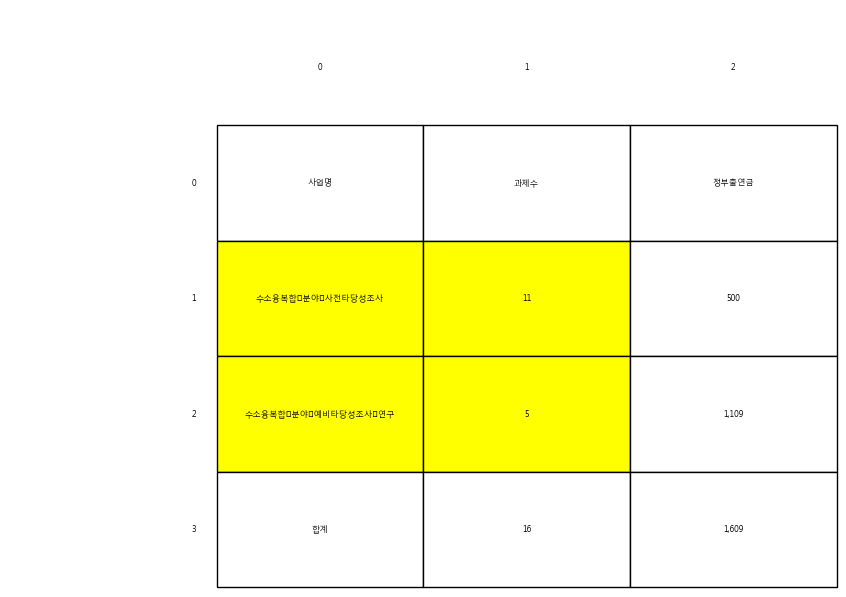 0 1 2
0 사업명 과제수 정부출연금
1 수소융복합▯분야▯사전타당성조사 11 500
2 수소융복합▯분야▯예비타당성조사▯연구 5 1,109
3 합계 16 1,609